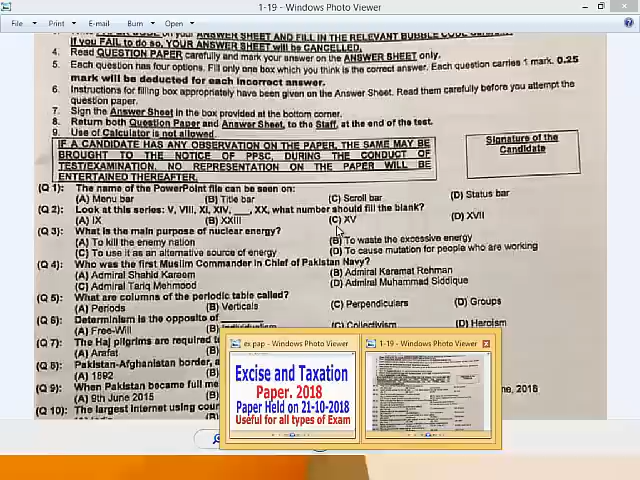 1-19 - Windows Photo Viewer
File Print E-mail Burn Open
ANSWER SHEET AND FILL IN THE RELEVANT BUBBLE
If you FAIL to do so, YOUR ANSWER SHEET will be CANCELLED.
4. Read QUESTION PAPER carefully and mark your answer on the ANSWER SHEET only.
5. Each question has four options. Fill only one box which you think is the correct answer. Each question carries 1 mark. 0.25
mark will be deducted for each incorrect answer.
6. Instructions for filling box appropriately have been given on the Answer Sheet. Read them carefully before you attempt the
question paper.
7. Sign the Answer Sheet in the box provided at the bottom corner.
8. Return both Question Paper and Answer Sheet, to the Staff, at the end of the test.
9. Use of Calculator is not allowed.
IF A CANDIDATE HAS ANY OBSERVATION ON THE PAPER, THE SAME MAY BE
BROUGHT TO THE NOTICE OF PPSC, DURING THE CONDUCT OF
TEST/EXAMINATION. NO REPRESENTATION ON THE PAPER WILL BE
ENTERTAINED THEREAFTER.
Signature of the
Candidate
(Q 1): The name of the PowerPoint file can be seen on:
(A) Menu bar (B) Title bar (C) Scroll bar (D) Status bar
(Q 2): Look at this series: V, VIII, XI, XIV, ___, XX, what number should fill the blank?
(A) IX (B) XXIII (C) XV (D) XVII
(Q 3): What is the main purpose of nuclear energy?
(A) To kill the enemy nation (B) To waste the excessive energy
(C) To use it as an alternative source of energy (D) To cause mutation for people who are working
(Q 4): Who was the first Muslim Commander in Chief of Pakistan Navy?
(A) Admiral Shahid Kareem (B) Admiral Karamat Rehman
(C) Admiral Tariq Mehmood (D) Admiral Muhammad Siddique
(Q 5): What are columns of the periodic table called?
(A) Periods (B) Verticals (C) Perpendiculars (D) Groups
(Q 6): Determinism is the opposite of
(A) Free-Will (B) (C) Collectivism (D) Heroism
(Q 7): The Haj pilgrims are required t
(A) Arafat (B)
(Q 8): Pakistan-Afghanistan border, a
(A) 1892 (B)
(Q 9): When Pakistan became full me
(A) 9th June 2015 (B) ne, 2016
(Q 10): The largest internet using coun
ex pap - Windows Photo Viewer
Excise and Taxation
Paper. 2018
Paper Held on 21-10-2018
Useful for all types of Exam
1-19 - Windows Photo Viewer